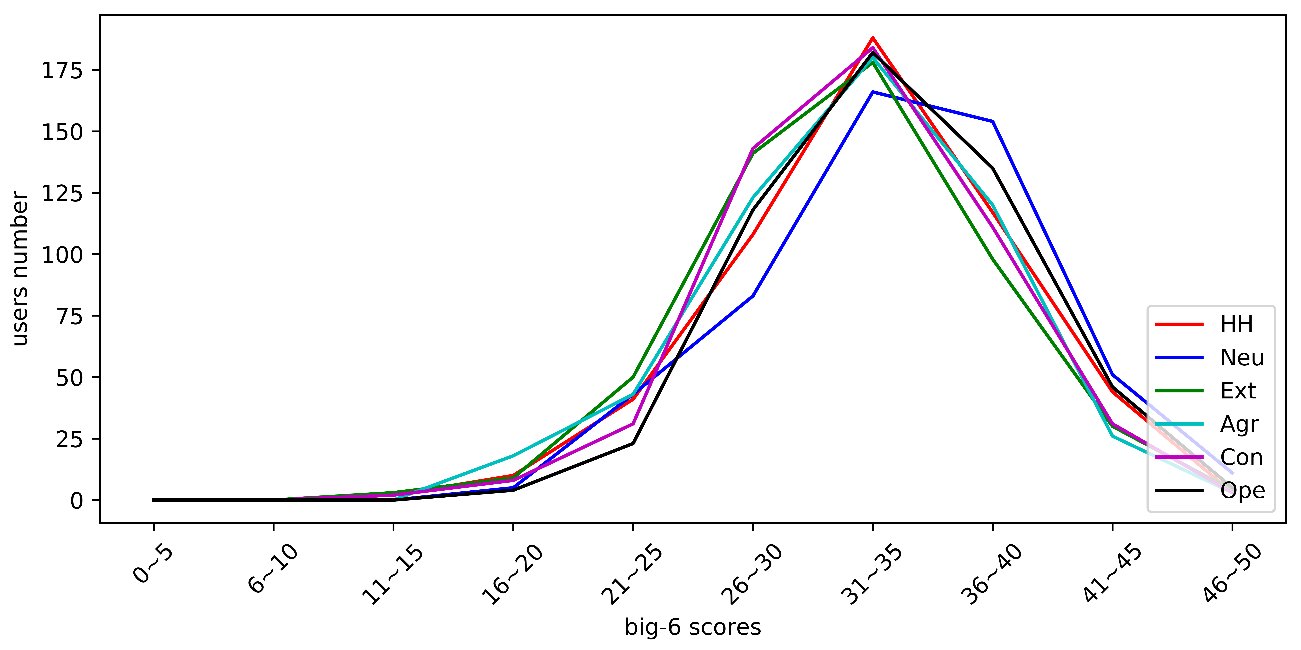 175
150
125
100
75
50
25
0
users number
HH
Neu
Ext
Agr
Con
Ope
0~5
6~10
11~15
16~20
21~25
26~30
31~35
36~40
41~45
46~50
big-6 scores